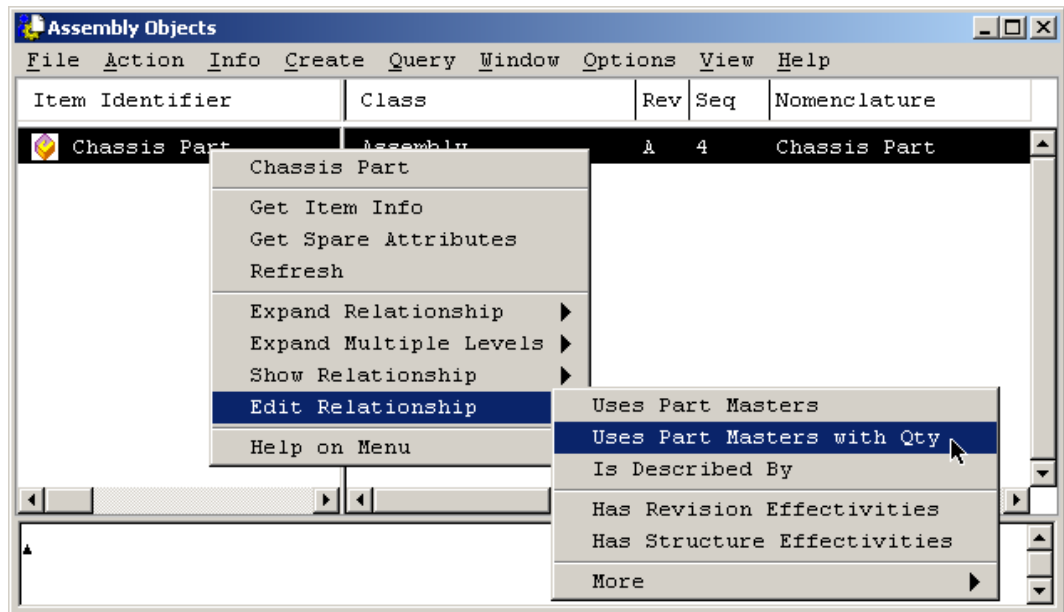 Assembly Objects
File Action Info Create Query Window Options View Help
Item Identifier Class Rev Seq Nomenclature
Chassis Part Assembly A 4 Chassis Part
Chassis Part
Get Item Info
Get Spare Attributes
Refresh
Expand Relationship
Expand Multiple Levels
Show Relationship
Edit Relationship
Help on Menu
Uses Part Masters
Uses Part Masters with Qty
Is Described By
Has Revision Effectivities
Has Structure Effectivities
More